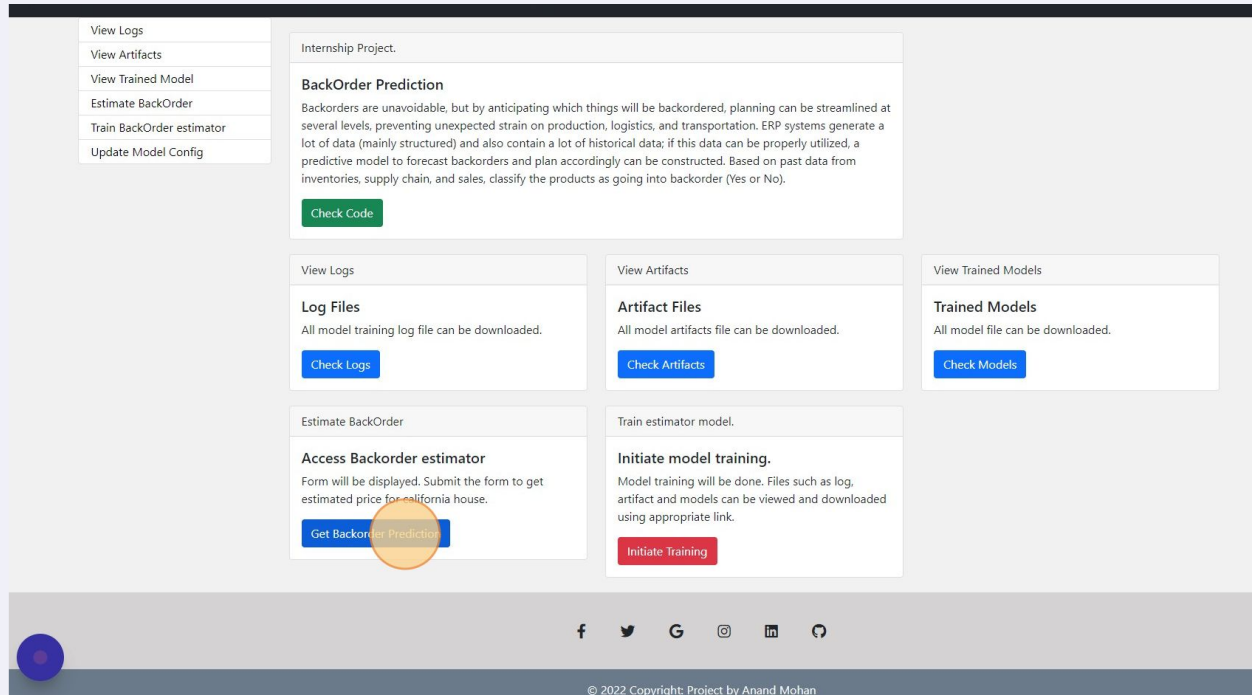 View Logs
View Artifacts
View Trained Model
Estimate BackOrder
Train BackOrder estimator
Update Model Config
Internship Project.
BackOrder Prediction
Backorders are unavoidable, but by anticipating which things will be backordered, planning can be streamlined at
several levels, preventing unexpected strain on production, logistics, and transportation. ERP systems generate a
lot of data (mainly structured) and also contain a lot of historical data; if this data can be properly utilized, a
predictive model to forecast backorders and plan accordingly can be constructed. Based on past data from
inventories, supply chain, and sales, classify the products as going into backorder (Yes or No).
Check Code
View Logs
Log Files
All model training log file can be downloaded.
Check Logs
View Artifacts
Artifact Files
All model artifacts file can be downloaded.
Check Artifacts
View Trained Models
Trained Models
All model file can be downloaded.
Check Models
Estimate BackOrder
Access Backorder estimator
Form will be displayed. Submit the form to get
estimated price for california house.
Get Backorder Prediction
Train estimator model.
Initiate model training.
Model training will be done. Files such as log,
artifact and models can be viewed and downloaded
using appropriate link.
Initiate Training
© 2022 Copyright: Project by Anand Mohan